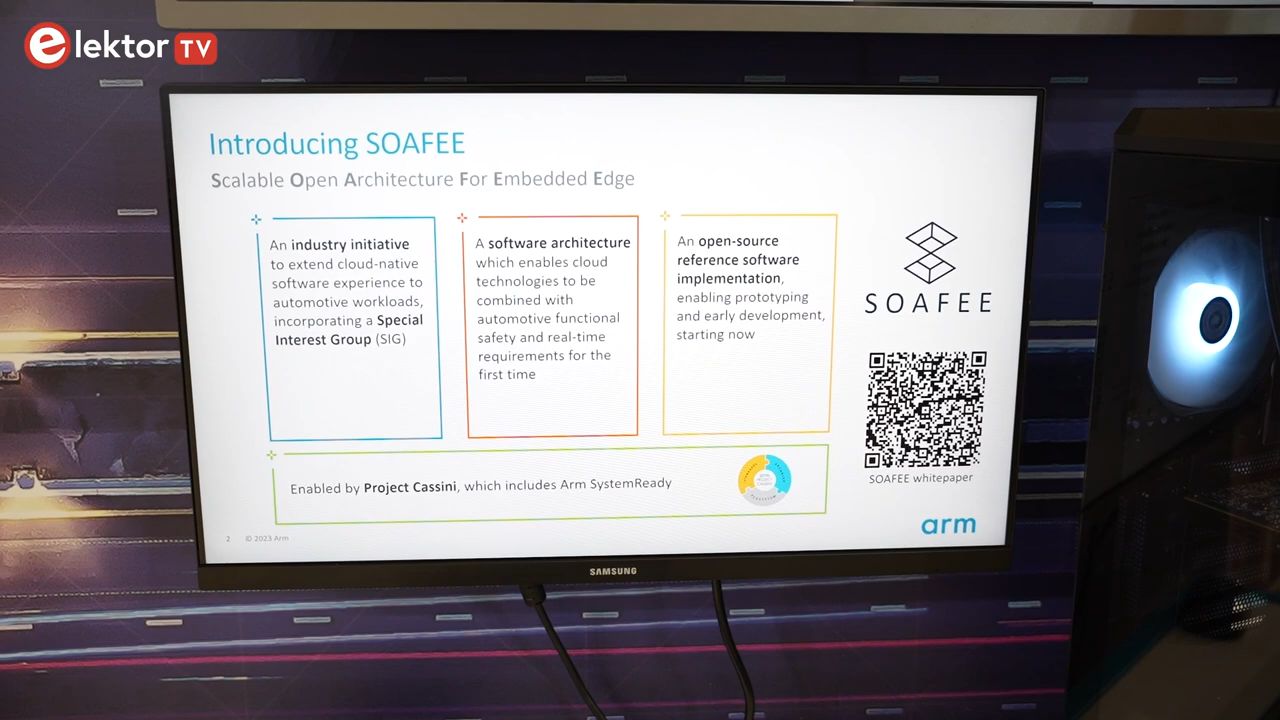 elektor TV
Introducing SOAFEE
Scalable Open Architecture For Embedded Edge
An industry initiative
to extend cloud-native
software experience to
automotive workloads,
incorporating a Special
Interest Group (SIG)
A software architecture
which enables cloud
technologies to be
combined with
automotive functional
safety and real-time
requirements for the
first time
An open-source
reference software
implementation,
enabling prototyping
and early development,
starting now
SOAFEE
SOAFEE whitepaper
Enabled by Project Cassini, which includes Arm SystemReady
arm
2 © 2023 Arm
SAMSUNG